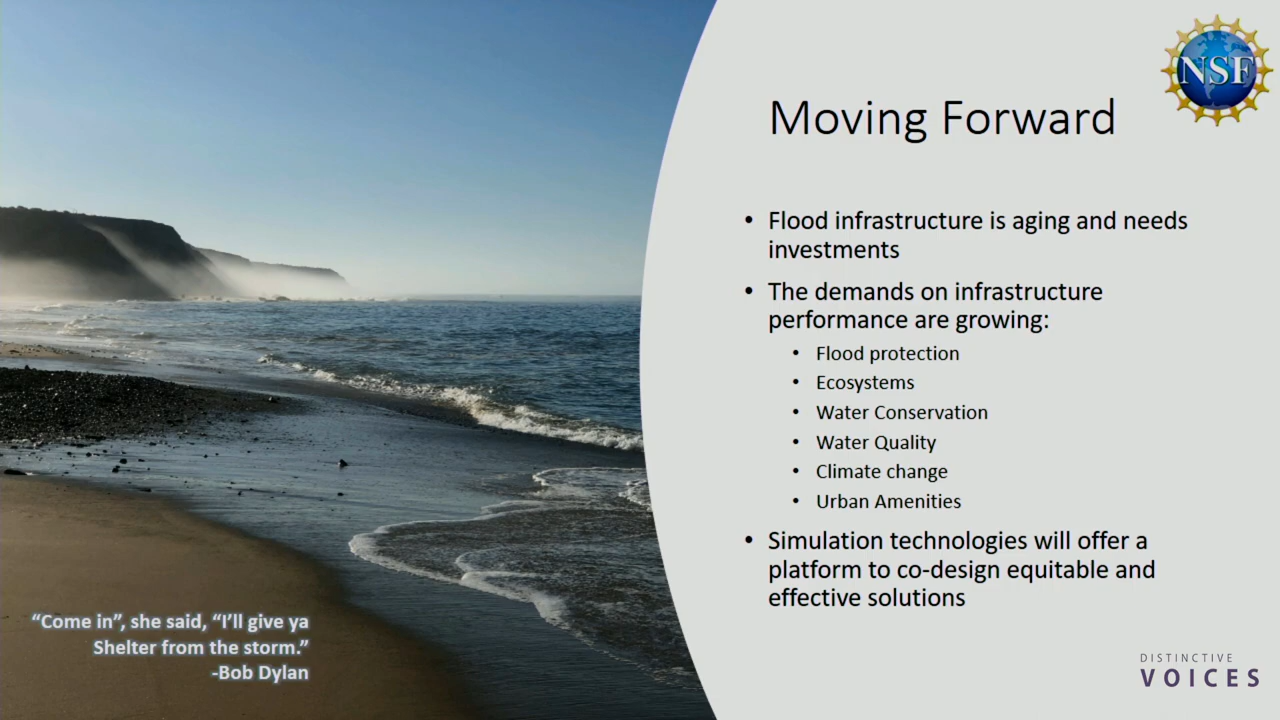 NSF
Moving Forward
• Flood infrastructure is aging and needs
investments
• The demands on infrastructure
performance are growing:
• Flood protection
• Ecosystems
• Water Conservation
• Water Quality
• Climate change
• Urban Amenities
• Simulation technologies will offer a
platform to co-design equitable and
effective solutions
“Come in”, she said, “I’ll give ya
Shelter from the storm.”
-Bob Dylan
DISTINCTIVE
VOICES